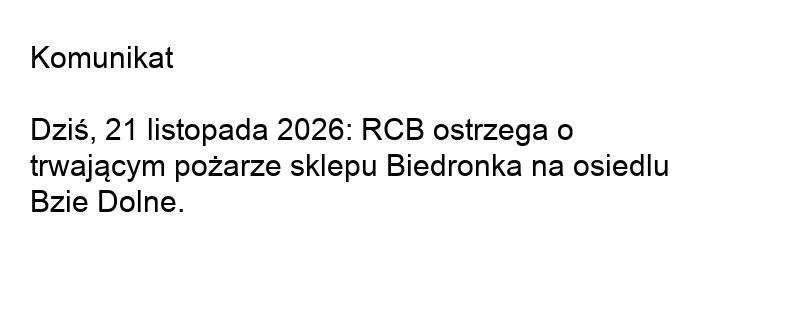 Komunikat
Dziś, 21 listopada 2026: RCB ostrzega o
trwającym pożarze sklepu Biedronka na osiedlu
Bzie Dolne.